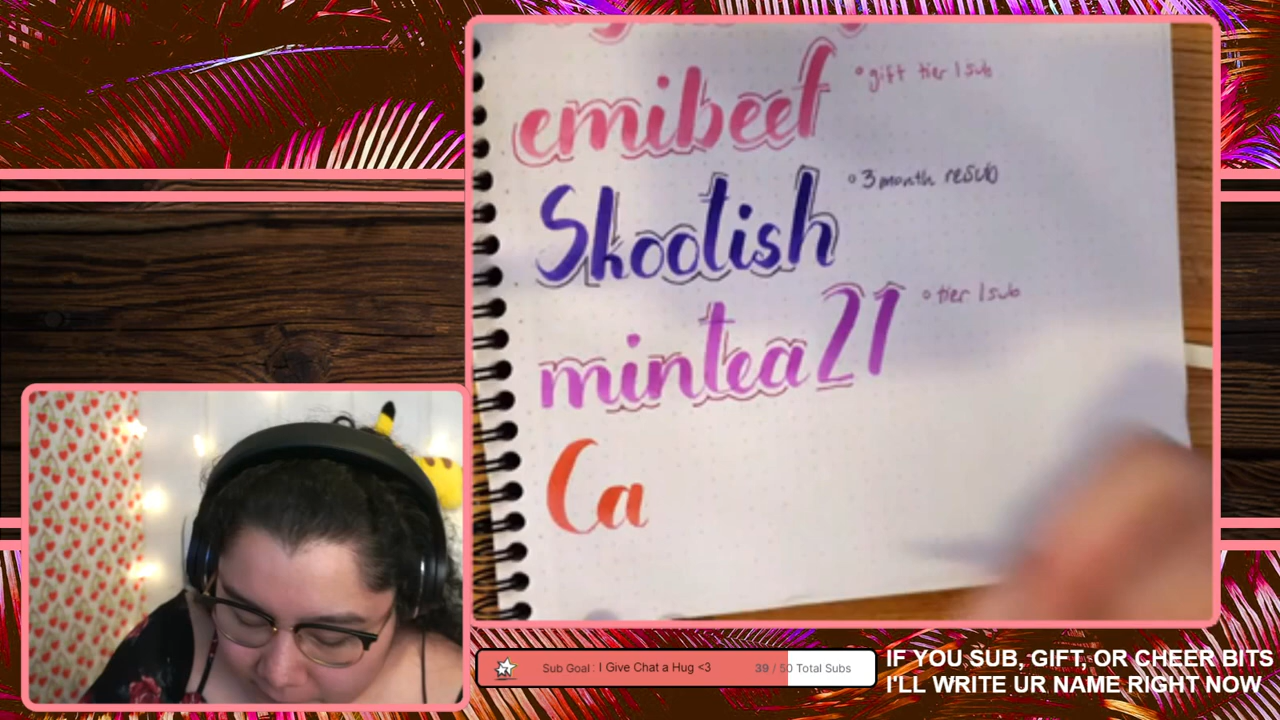 emibeef
° gift tier 1 sub
Skootish
° 3 month resub
mintea21
° tier 1 sub
Ca
Sub Goal : I Give Chat a Hug <3 39 / 50 Total Subs
IF YOU SUB, GIFT, OR CHEER BITS
I'LL WRITE UR NAME RIGHT NOW